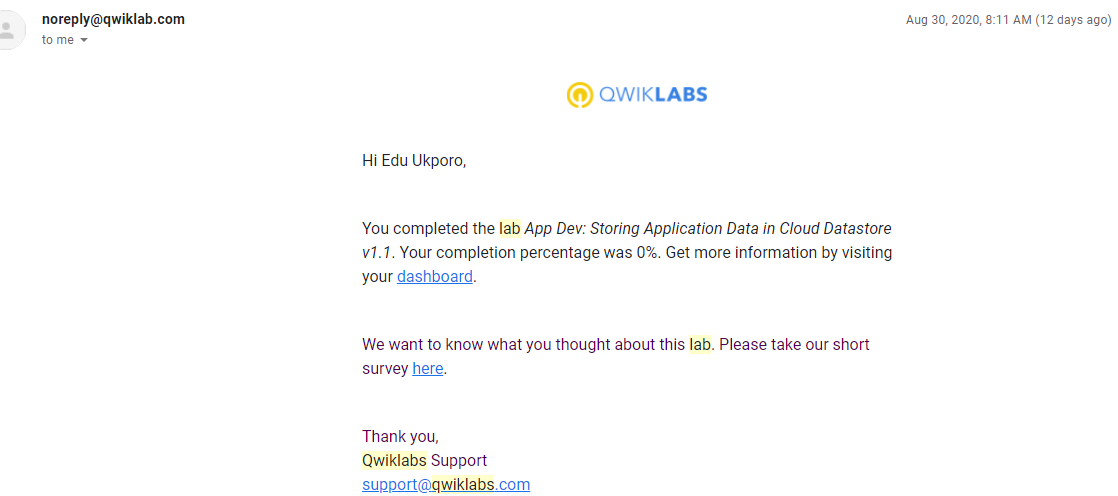 noreply@qwiklab.com
Aug 30, 2020, 8:11 AM (12 days ago)
to me
QWIKLABS
Hi Edu Ukporo,
You completed the lab App Dev: Storing Application Data in Cloud Datastore
v1.1. Your completion percentage was 0%. Get more information by visiting
your dashboard.
We want to know what you thought about this lab. Please take our short
survey here.
Thank you,
Qwiklabs Support
support@qwiklabs.com